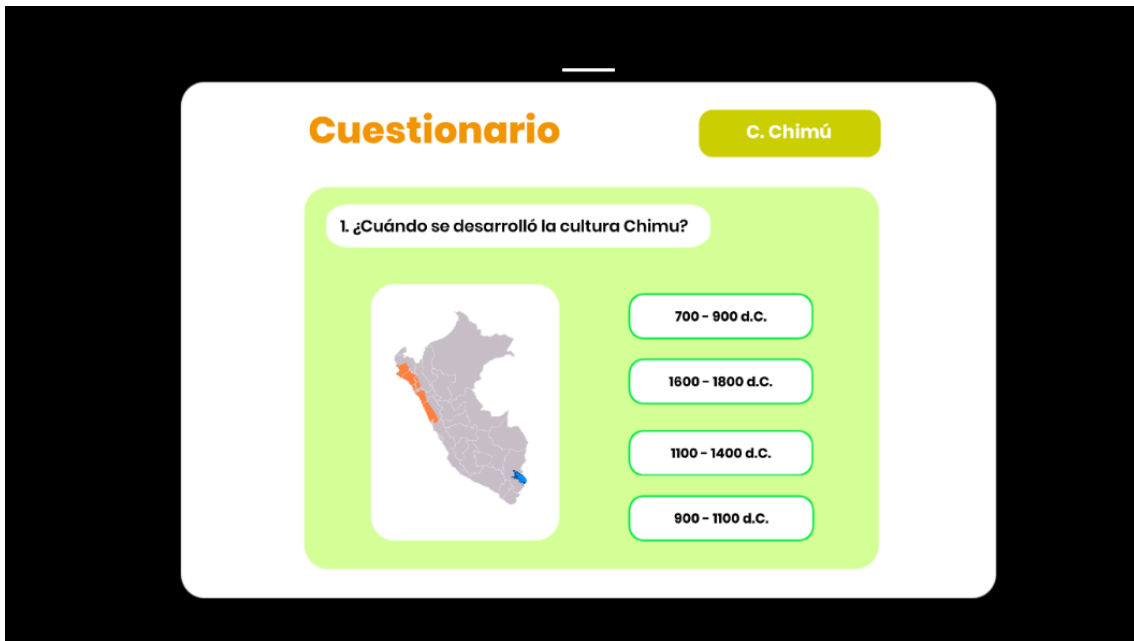 Cuestionario
C. Chimú
1. ¿Cuándo se desarrolló la cultura Chimu?
700 - 900 d.C.
1600 - 1800 d.C.
1100 - 1400 d.C.
900 - 1100 d.C.